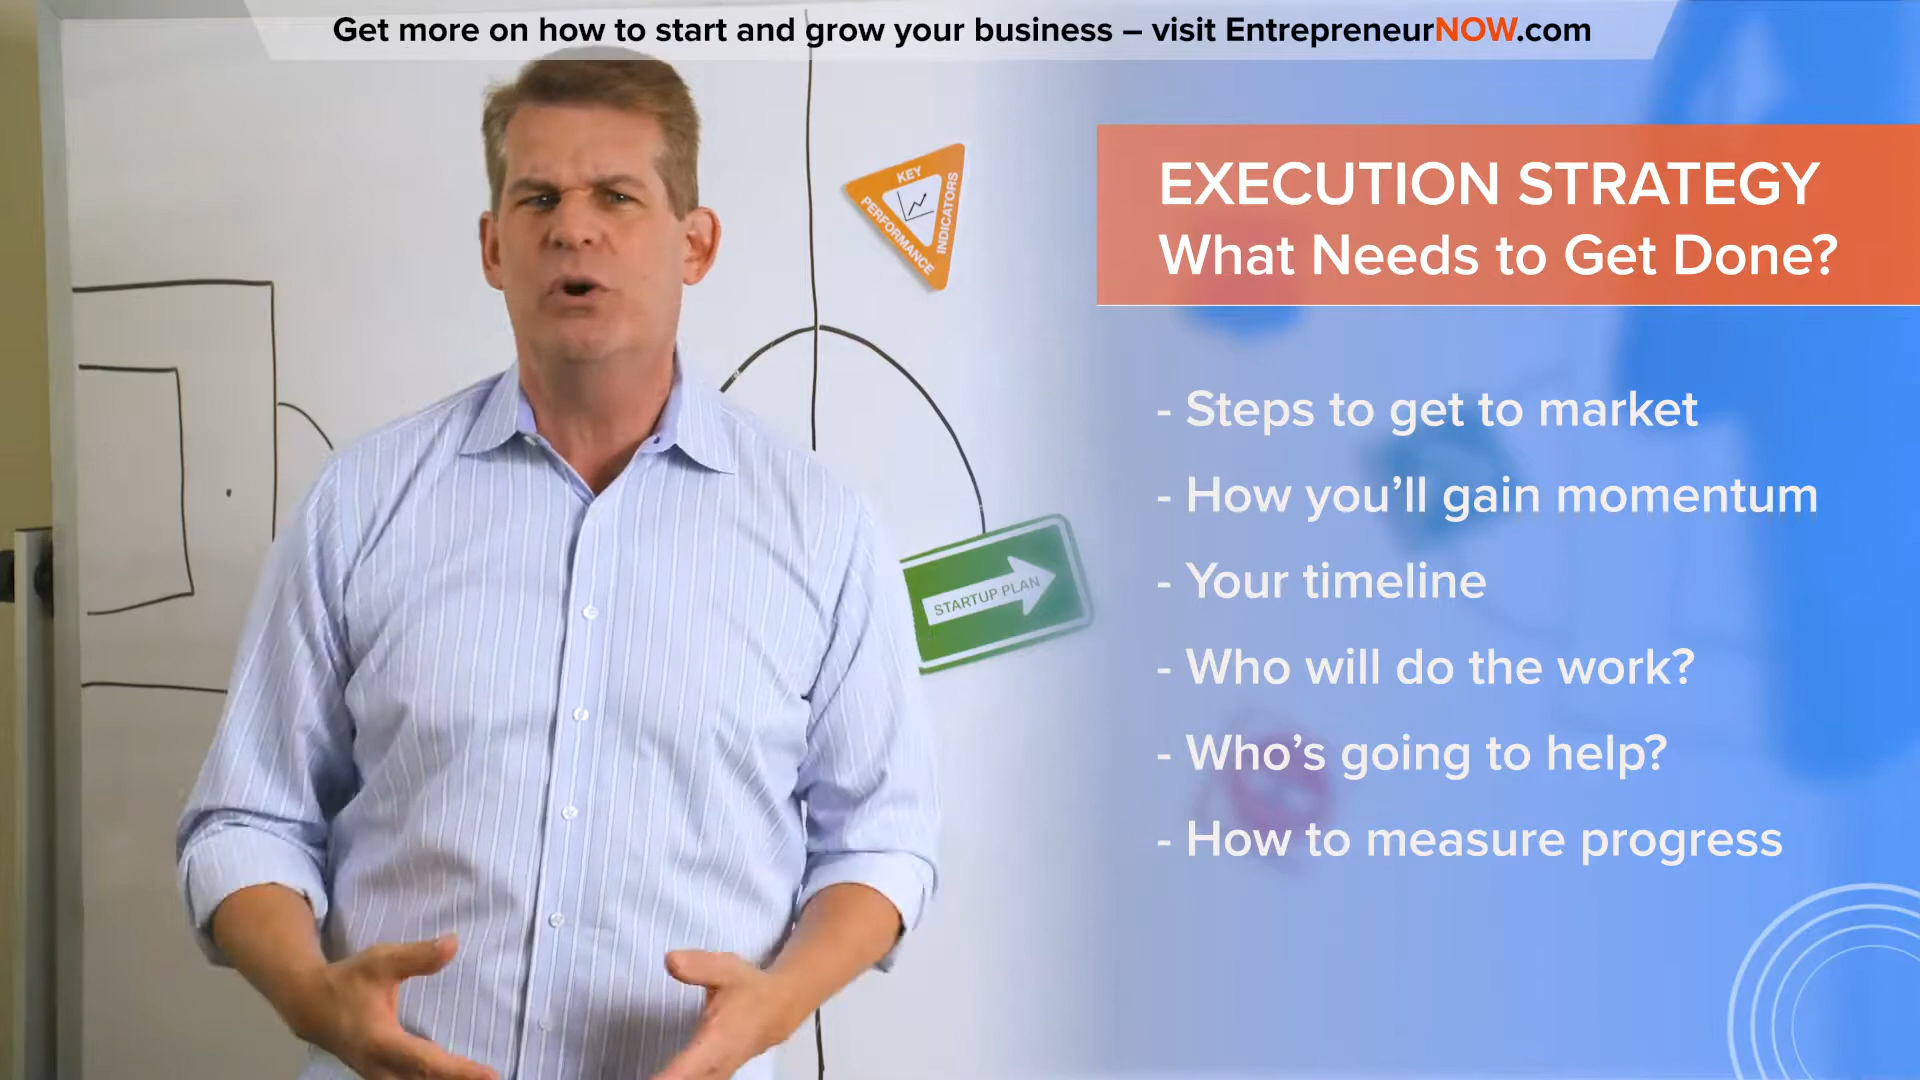 Get more on how to start and grow your business – visit EntrepreneurNOW.com
KEY
PERFORMANCE
INDICATORS
STARTUP PLAN
EXECUTION STRATEGY
What Needs to Get Done?
- Steps to get to market
- How you’ll gain momentum
- Your timeline
- Who will do the work?
- Who’s going to help?
- How to measure progress